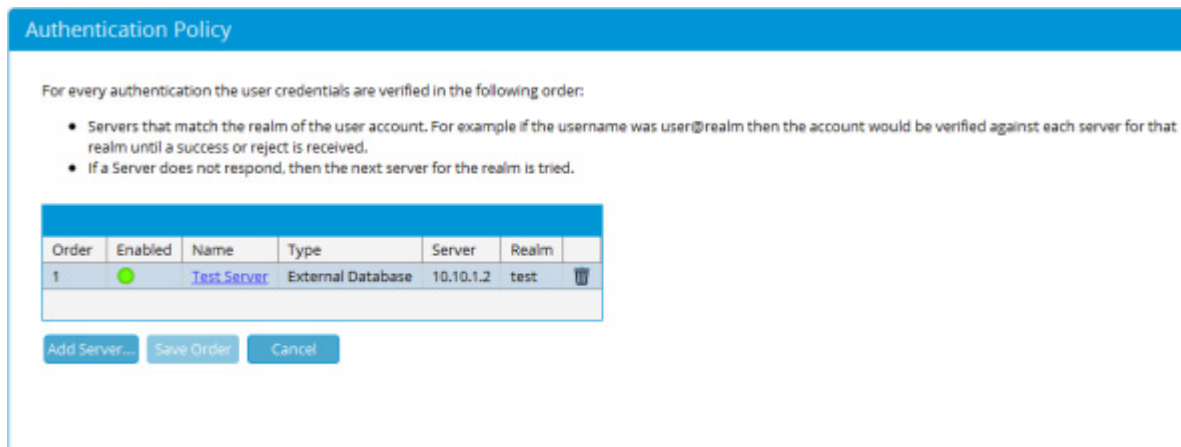 Authentication Policy
For every authentication the user credentials are verified in the following order:
• Servers that match the realm of the user account. For example if the username was user@realm then the account would be verified against each server for that
realm until a success or reject is received.
• If a Server does not respond, then the next server for the realm is tried.
Order Enabled Name Type Server Realm
1 Test Server External Database 10.10.1.2 test
Add Server... Save Order Cancel